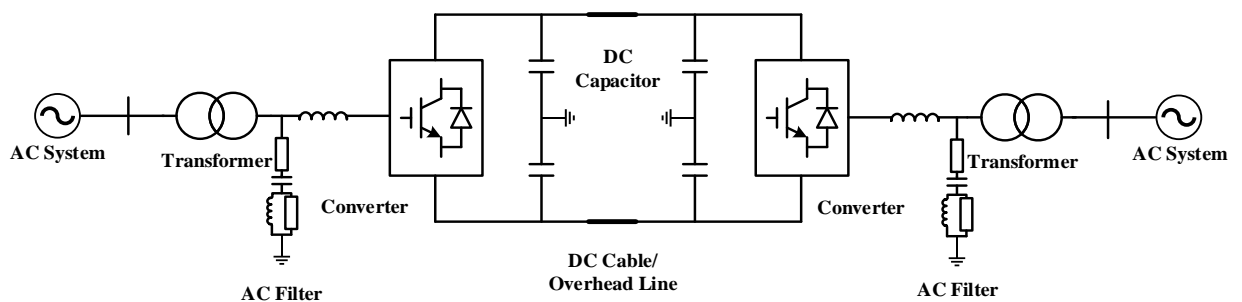 DC
Capacitor
AC System
Transformer
Converter
AC Filter
DC Cable/
Overhead Line
Converter
Transformer
AC System
AC Filter